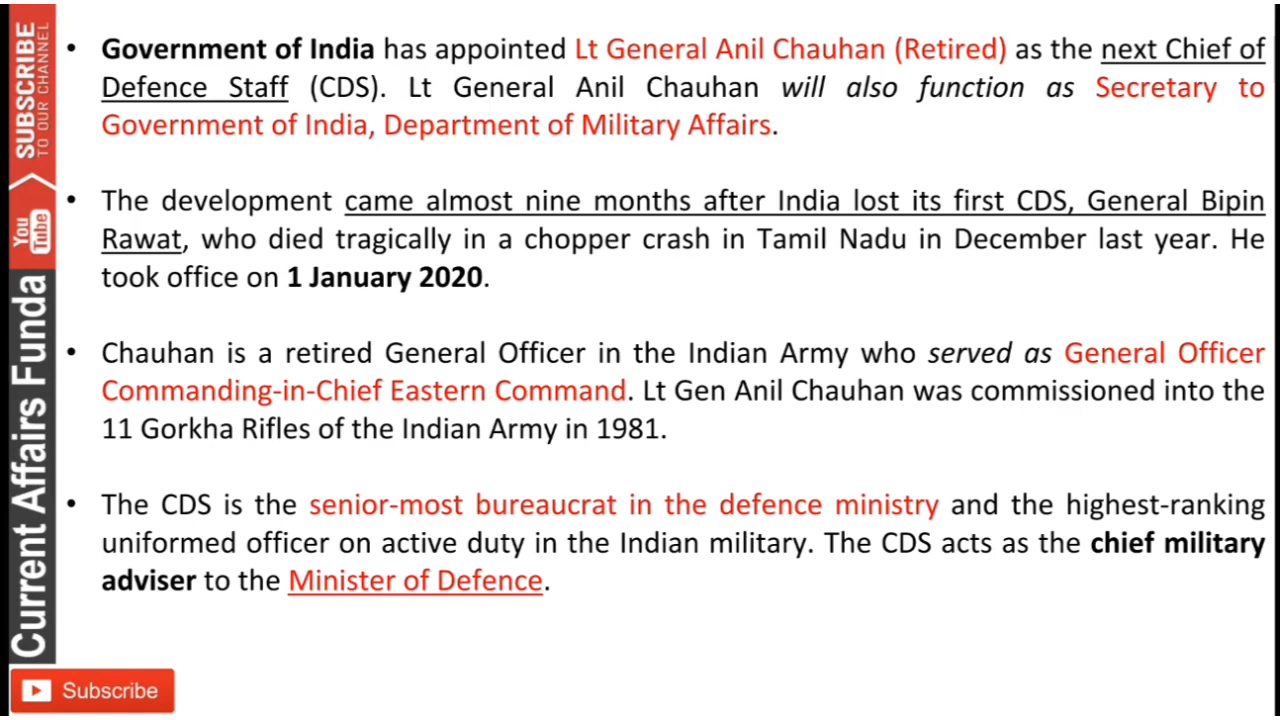 • Government of India has appointed Lt General Anil Chauhan (Retired) as the next Chief of
Defence Staff (CDS). Lt General Anil Chauhan will also function as Secretary to
Government of India, Department of Military Affairs.
• The development came almost nine months after India lost its first CDS, General Bipin
Rawat, who died tragically in a chopper crash in Tamil Nadu in December last year. He
took office on 1 January 2020.
• Chauhan is a retired General Officer in the Indian Army who served as General Officer
Commanding-in-Chief Eastern Command. Lt Gen Anil Chauhan was commissioned into the
11 Gorkha Rifles of the Indian Army in 1981.
• The CDS is the senior-most bureaucrat in the defence ministry and the highest-ranking
uniformed officer on active duty in the Indian military. The CDS acts as the chief military
adviser to the Minister of Defence.
SUBSCRIBE
TO OUR CHANNEL
You
Tube
Current Affairs Funda
Subscribe